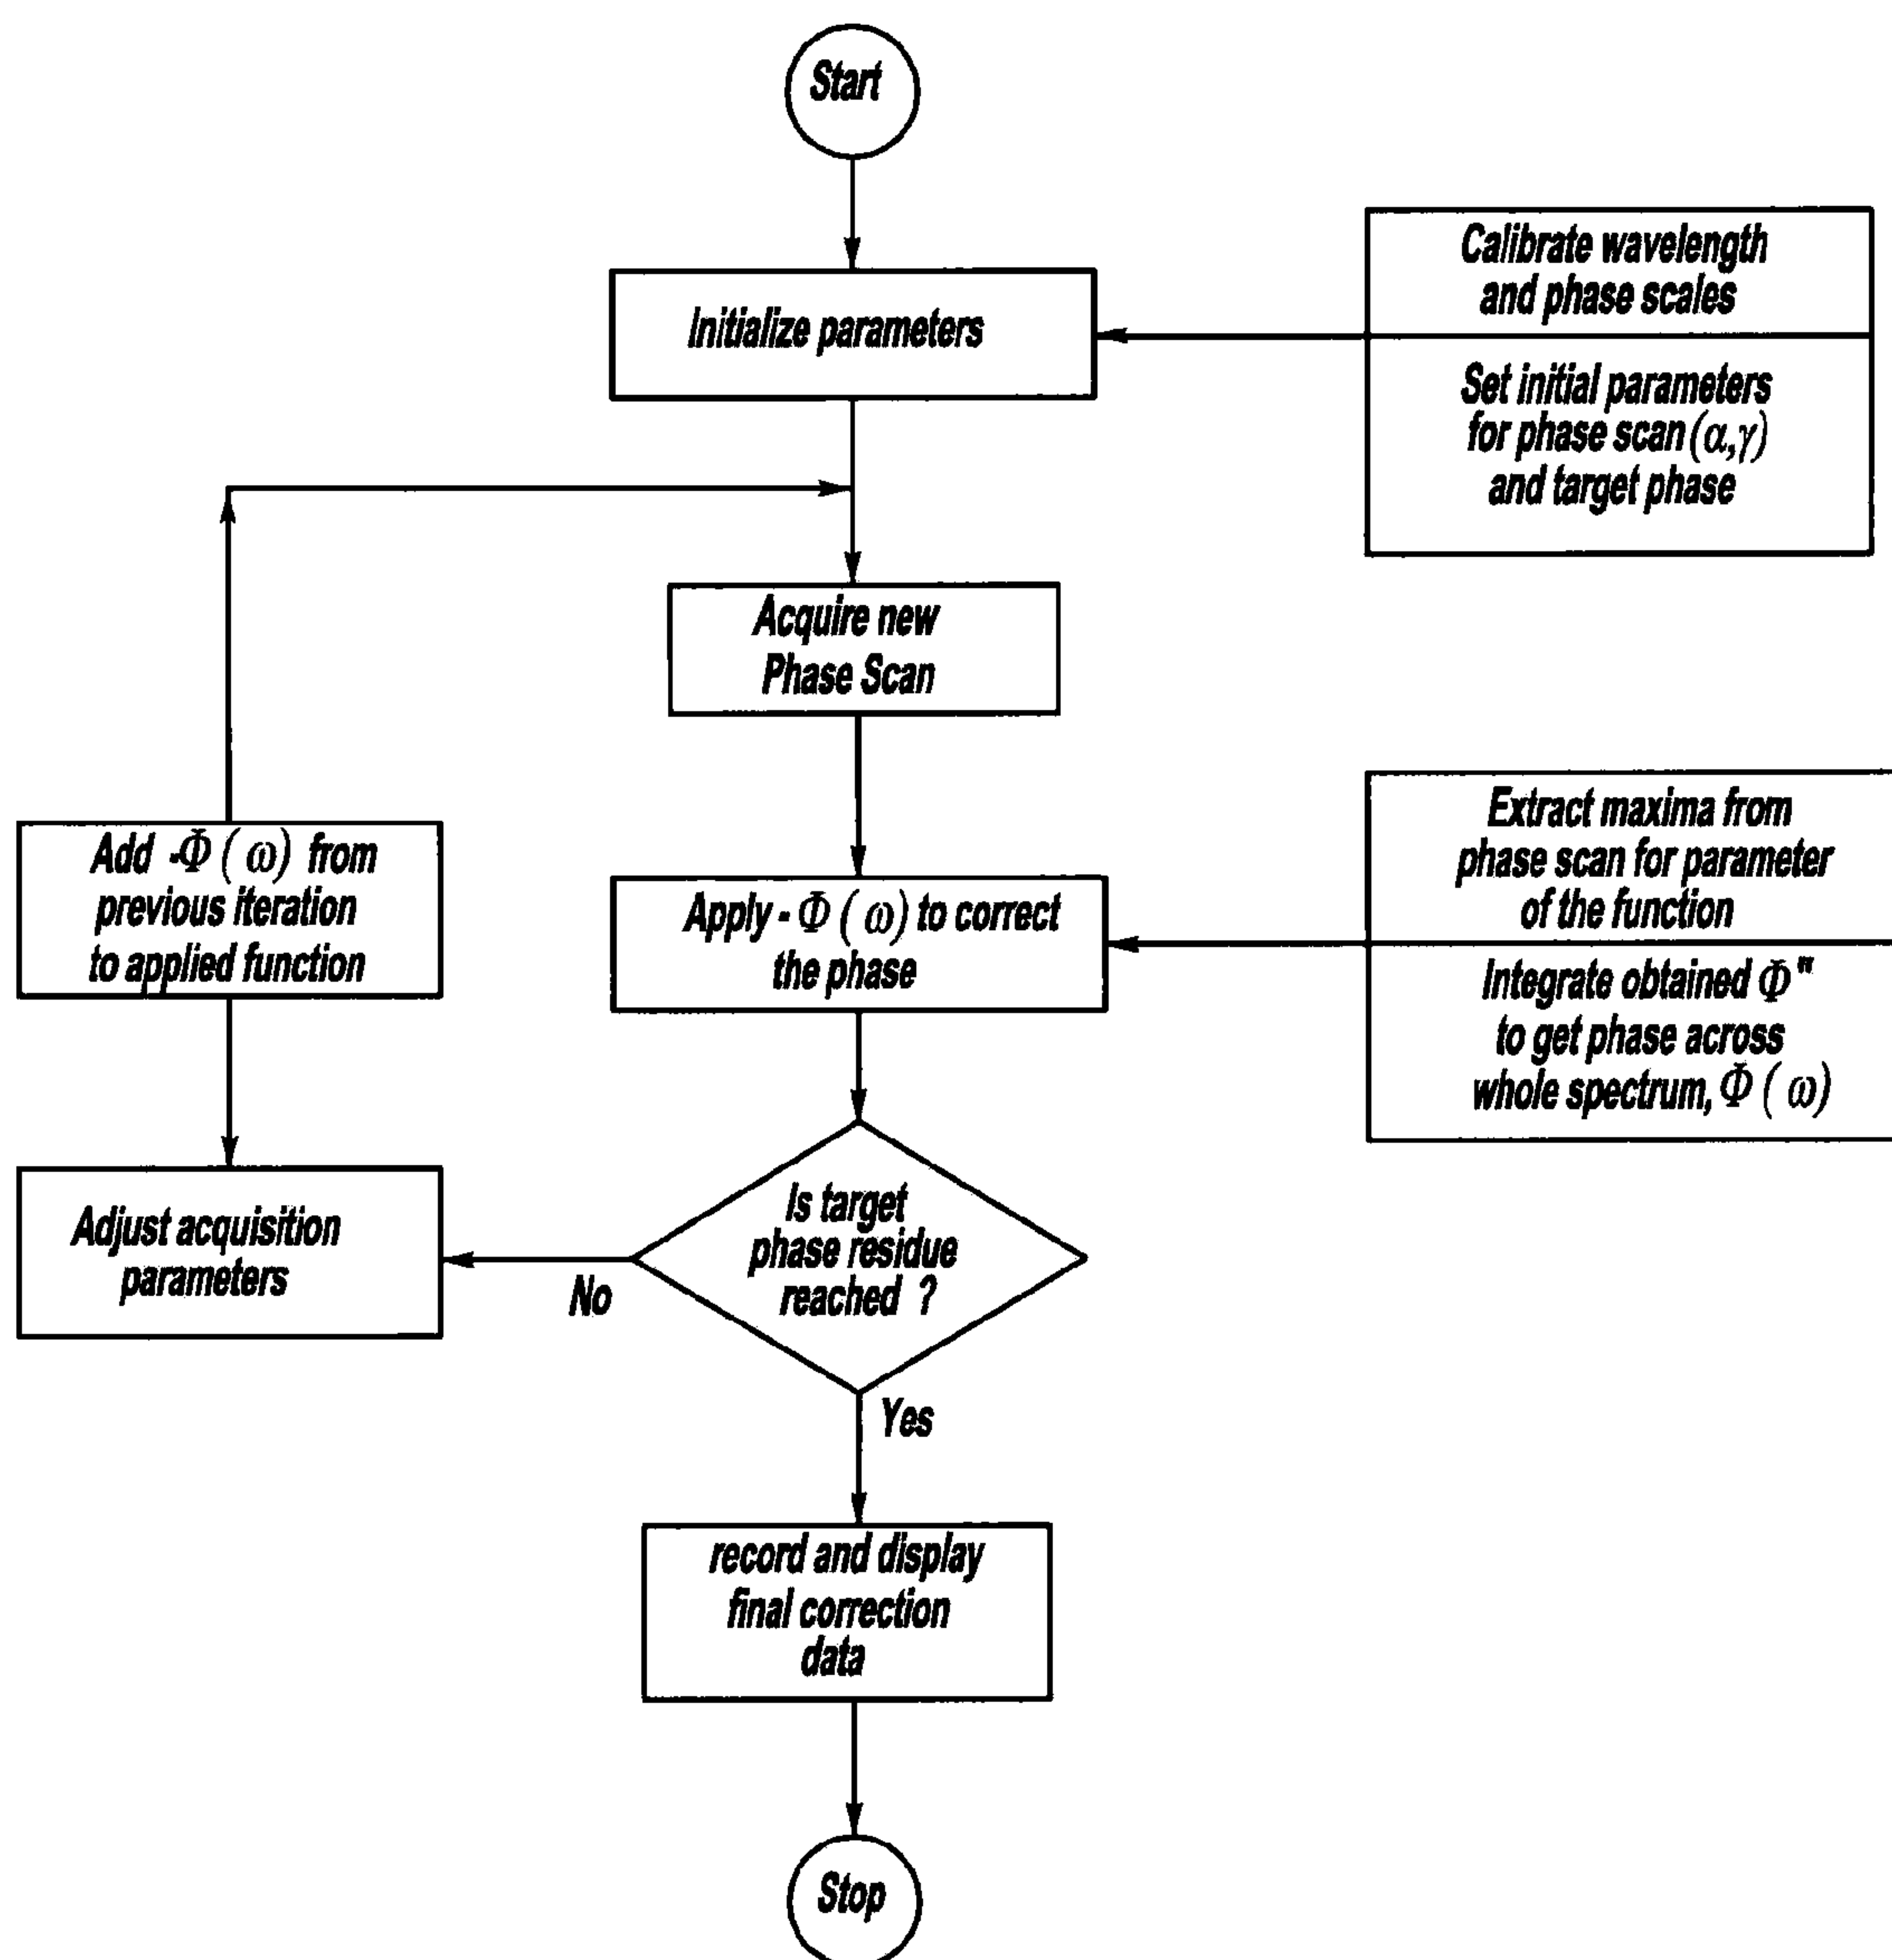 Start
Initialize parameters
Calibrate wavelength
and phase scales
Set initial parameters
for phase scan (α,γ)
and target phase
Acquire new
Phase Scan
Add -Φ ( ω ) from
previous iteration
to applied function
Apply - Φ ( ω ) to correct
the phase
Extract maxima from
phase scan for parameter
of the function
Integrate obtained Φ"
to get phase across
whole spectrum, Φ ( ω )
Adjust acquisition
parameters
Is target
phase residue
reached ?
No
Yes
record and display
final correction
data
Stop